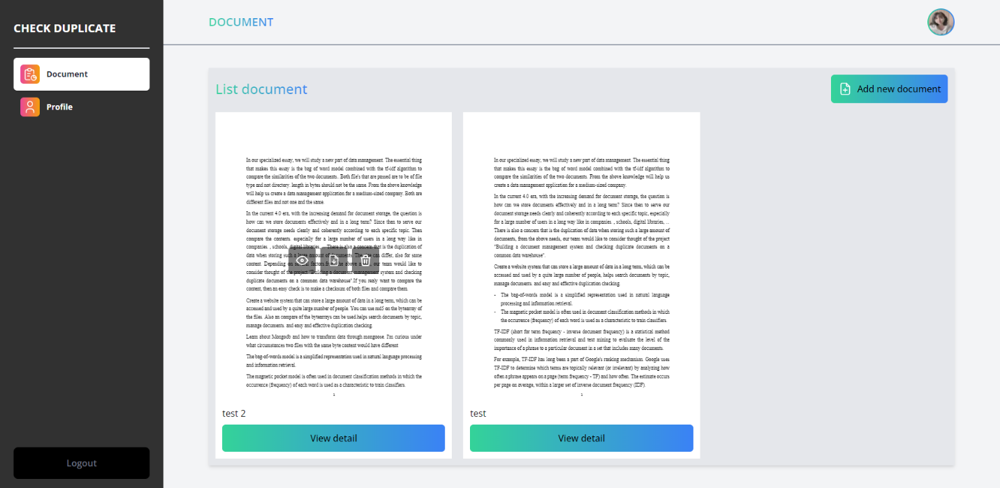 CHECK DUPLICATE
Document
Profile
Logout
DOCUMENT
List document
Add new document
In our specialized essay, we will study a new part of data management. The essential thing
that makes this essay is the bag of word model combined with the tf-idf algorithm to
compare the similarities of the two documents. Both file's that are passed are to be of file
type and not directory. length in bytes should not be the same. From the above knowledge
will help us create a data management application for a medium-sized company. Both are
different files and not one and the same.
In the current 4.0 era, with the increasing demand for document storage, the question is
how can we store documents effectively and in a long term? Since then to serve our
document storage needs clearly and coherently according to each specific topic. Then
compare the contents. especially for a large number of users in a long way like in
companies. , schools, digital libraries, ... There is also a concern that is the duplication of
data when storing such a large amount of documents. The can differ, also for same
content. Depending on several factors from the above our team would like to
consider thought of the project "Building a document management system and checking
duplicate documents on a common data warehouse".If you realy want to compare the
content, then an easy check is to make a checksum of both files and compare them.
Create a website system that can store a large amount of data in a long term, which can be
accessed and used by a quite large number of people. You can use md5 on the bytearray of
the files. Also an compare of the bytearrays can be used.helps search documents by topic,
manage documents. and easy and effective duplication checking.
Learn about Mongodb and how to transform data through mongoose. I'm curious under
what circumstances two files with the same byte content would have different
The bag-of-words model is a simplified representation used in natural language processing
and information retrieval.
The magnetic pocket model is often used in document classification methods in which the
occurrence (frequency) of each word is used as a characteristic to train classifiers.
1
test 2
View detail
In our specialized essay, we will study a new part of data management. The essential thing
that makes this essay is the bag of word model combined with the tf-idf algorithm to
compare the similarities of the two documents. From the above knowledge will help us
create a data management application for a medium-sized company.
In the current 4.0 era, with the increasing demand for document storage, the question is
how can we store documents effectively and in a long term? Since then to serve our
document storage needs clearly and coherently according to each specific topic, especially
for a large number of users in a long way like in companies. , schools, digital libraries, ...
There is also a concern that is the duplication of data when storing such a large amount of
documents, from the above needs, our team would like to consider thought of the project
"Building a document management system and checking duplicate documents on a
common data warehouse".
Create a website system that can store a large amount of data in a long term, which can be
accessed and used by a quite large number of people, helps search documents by topic,
manage documents. and easy and effective duplication checking.
- The bag-of-words model is a simplified representation used in natural language
processing and information retrieval.
- The magnetic pocket model is often used in document classification methods in which
the occurrence (frequency) of each word is used as a characteristic to train classifiers.
TF-IDF (short for term frequency - inverse document frequency) is a statistical method
commonly used in information retrieval and text mining to evaluate the level of the
importance of a phrase to a particular document in a set that includes many documents.
For example, TF-IDF has long been a part of Google's ranking mechanism. Google uses
TF-IDF to determine which terms are topically relevant (or irrelevant) by analyzing how
often a phrase appears on a page (term frequency - TF) and how often. The estimate occurs
per page on average, within a larger set of inverse document frequency (IDF).
1
test
View detail